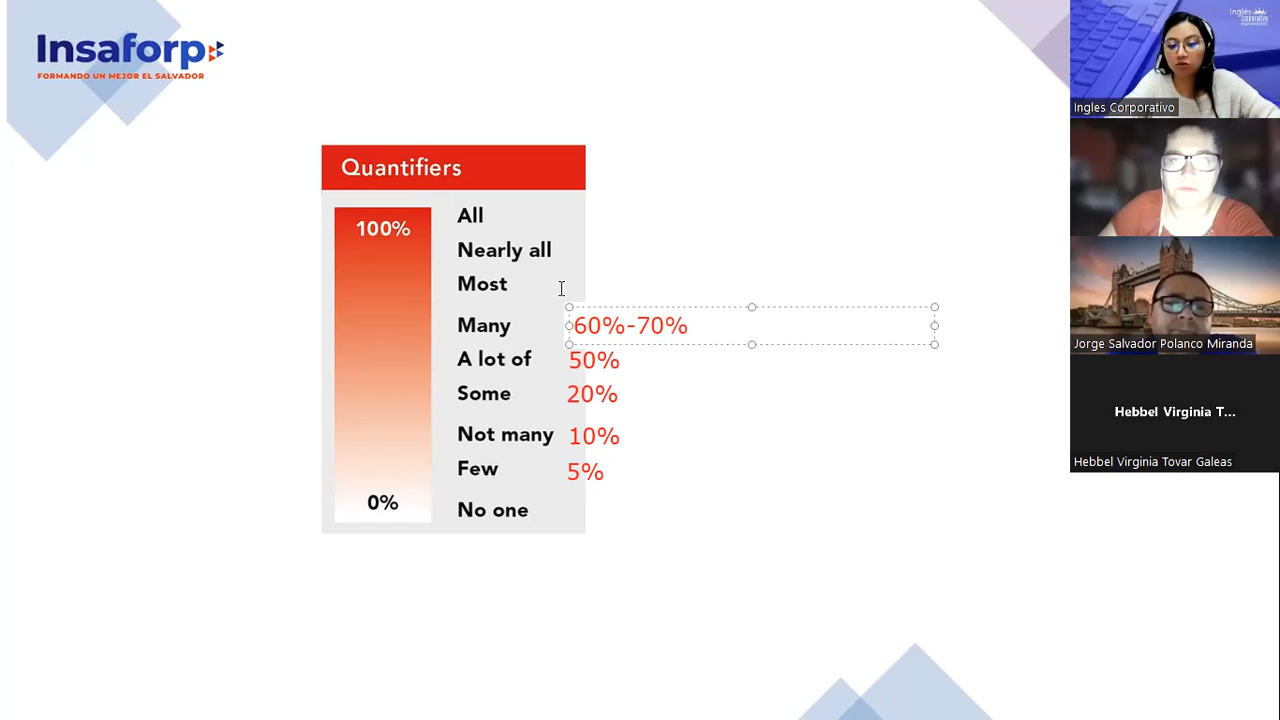 Insaforp
FORMANDO UN MEJOR EL SALVADOR
Quantifiers
100%
All
Nearly all
Most
Many 60%-70%
A lot of 50%
Some 20%
Not many 10%
Few 5%
0%
No one
Inglés
Corporativo
Ingles Corporativo
Jorge Salvador Polanco Miranda
Hebbel Virginia T...
Hebbel Virginia Tovar Galeas